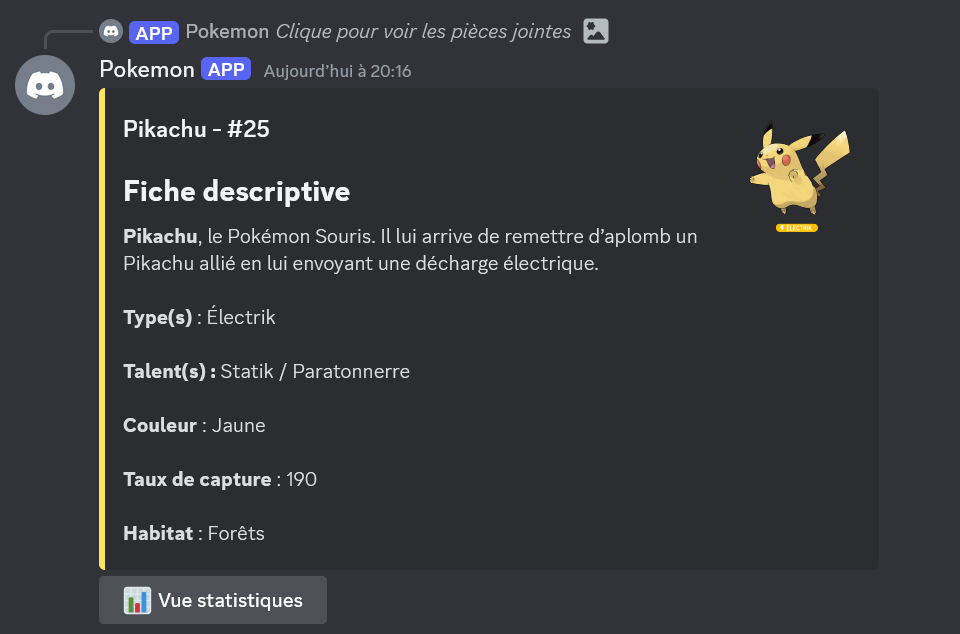 APP Pokemon Clique pour voir les pièces jointes
Pokemon APP Aujourd’hui à 20:16
Pikachu - #25
Fiche descriptive
Pikachu, le Pokémon Souris. Il lui arrive de remettre d’aplomb un
Pikachu allié en lui envoyant une décharge électrique.
ÉLECTRIK
Type(s) : Électrik
Talent(s) : Statik / Paratonnerre
Couleur : Jaune
Taux de capture : 190
Habitat : Forêts
Vue statistiques